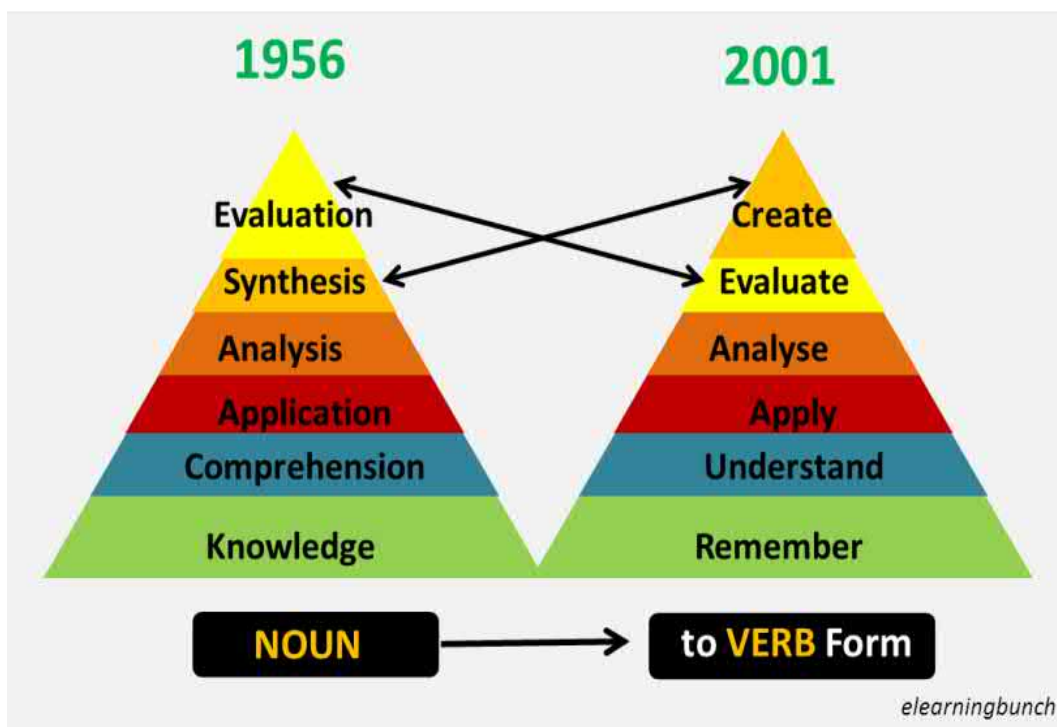 1956
2001
Evaluation
Synthesis
Analysis
Application
Comprehension
Knowledge
Create
Evaluate
Analyse
Apply
Understand
Remember
NOUN
to VERB Form
elearningbunch